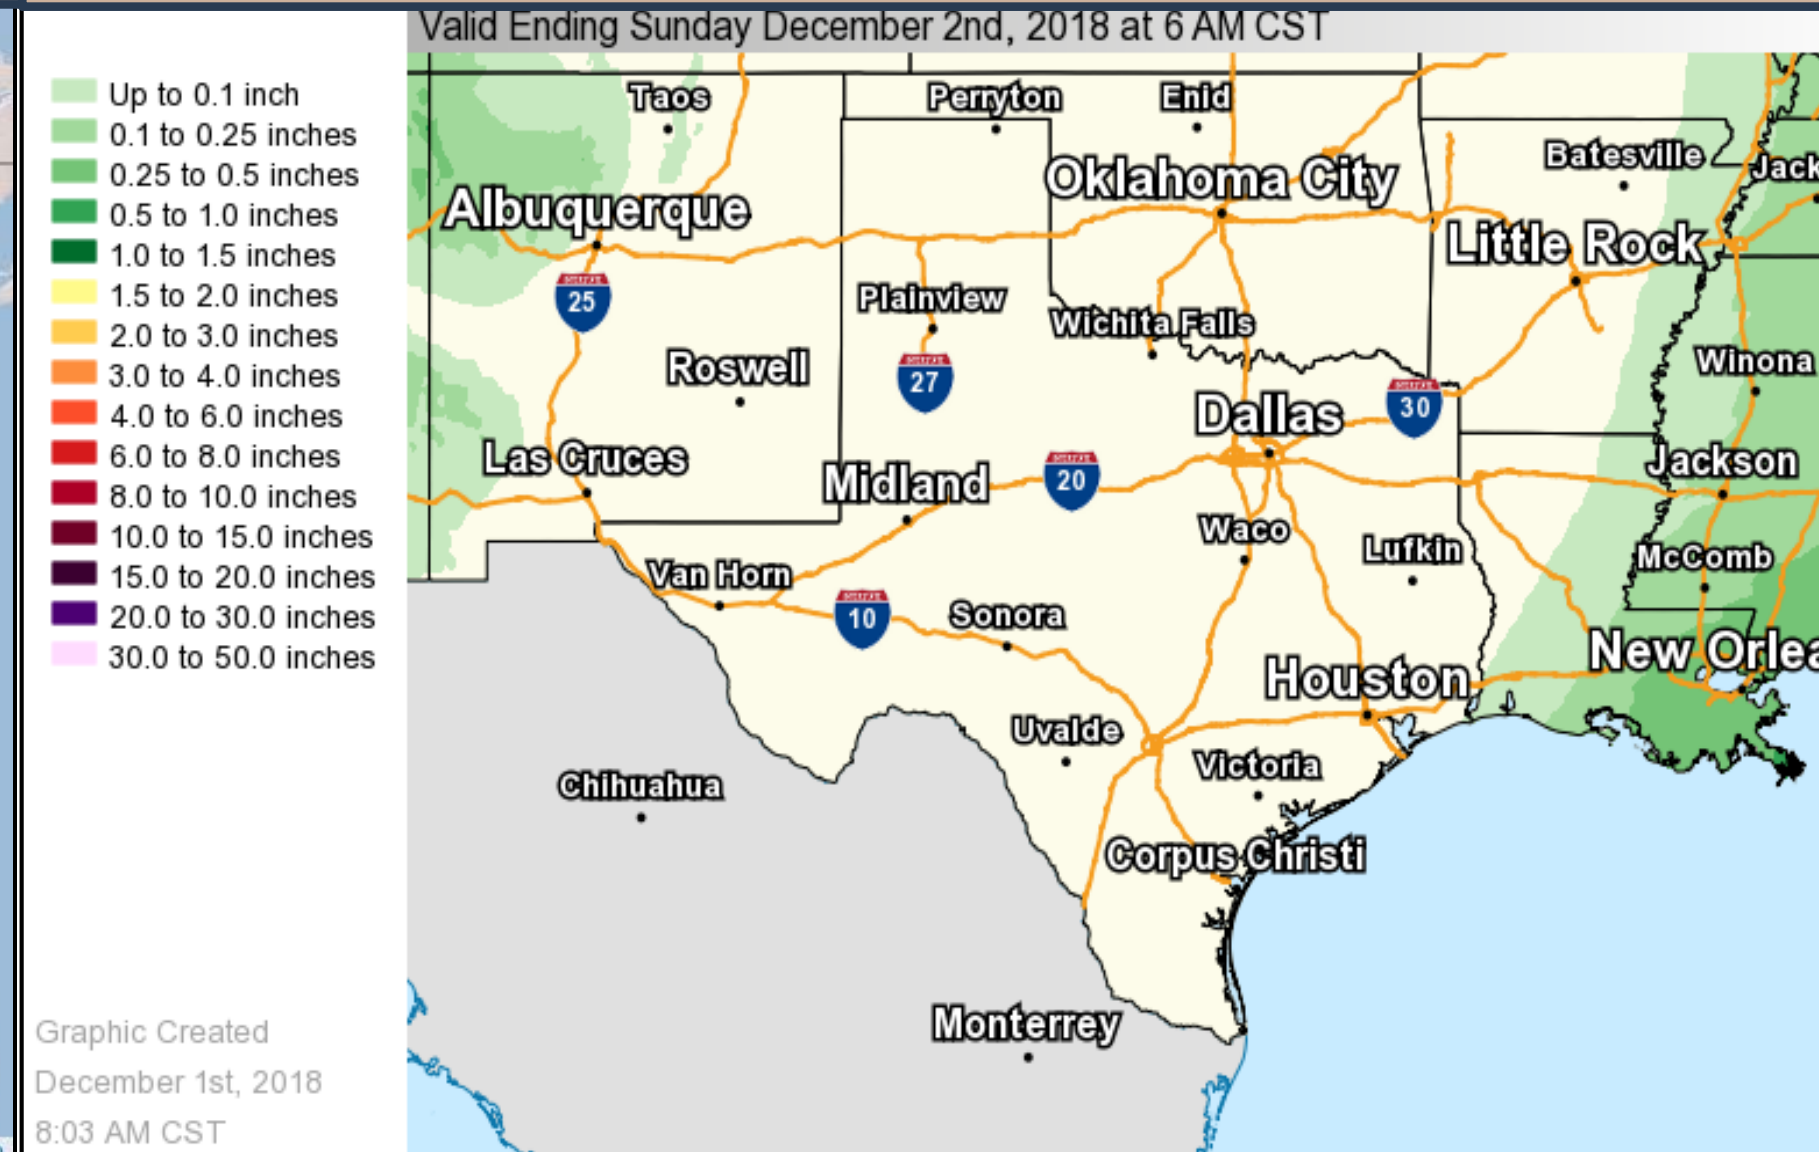 Valid Ending Sunday December 2nd, 2018 at 6 AM CST
Up to 0.1 inch
0.1 to 0.25 inches
0.25 to 0.5 inches
0.5 to 1.0 inches
1.0 to 1.5 inches
1.5 to 2.0 inches
2.0 to 3.0 inches
3.0 to 4.0 inches
4.0 to 6.0 inches
6.0 to 8.0 inches
8.0 to 10.0 inches
10.0 to 15.0 inches
15.0 to 20.0 inches
20.0 to 30.0 inches
30.0 to 50.0 inches
Graphic Created
December 1st, 2018
8:03 AM CST
Taos
Perryton
Enid
Batesville
Jack
Oklahoma City
Albuquerque
Little Rock
25
Plainview
Wichita Falls
Roswell
27
Winona
30
Dallas
Las Cruces
Midland
20
Jackson
Waco
Lufkin
McComb
Van Horn
10
Sonora
New Orlea
Houston
Uvalde
Victoria
Chihuahua
Corpus Christi
Monterrey